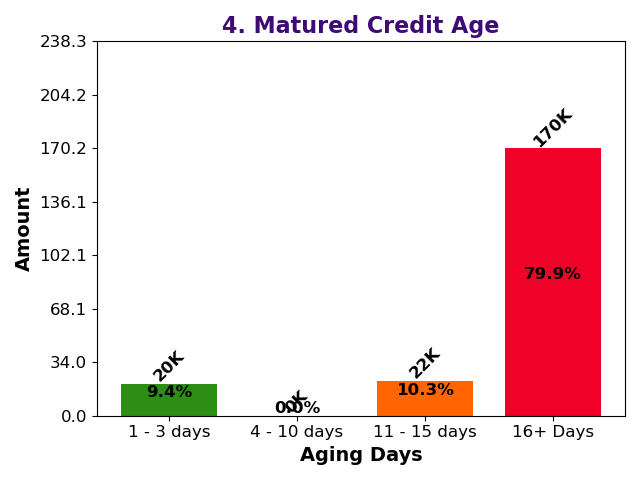 4. Matured Credit Age
238.3
204.2
170.2
136.1
102.1
68.1
34.0
0.0
Amount
20K
9.4%
0K
0.0%
22K
10.3%
170K
79.9%
1 - 3 days
4 - 10 days
11 - 15 days
16+ Days
Aging Days